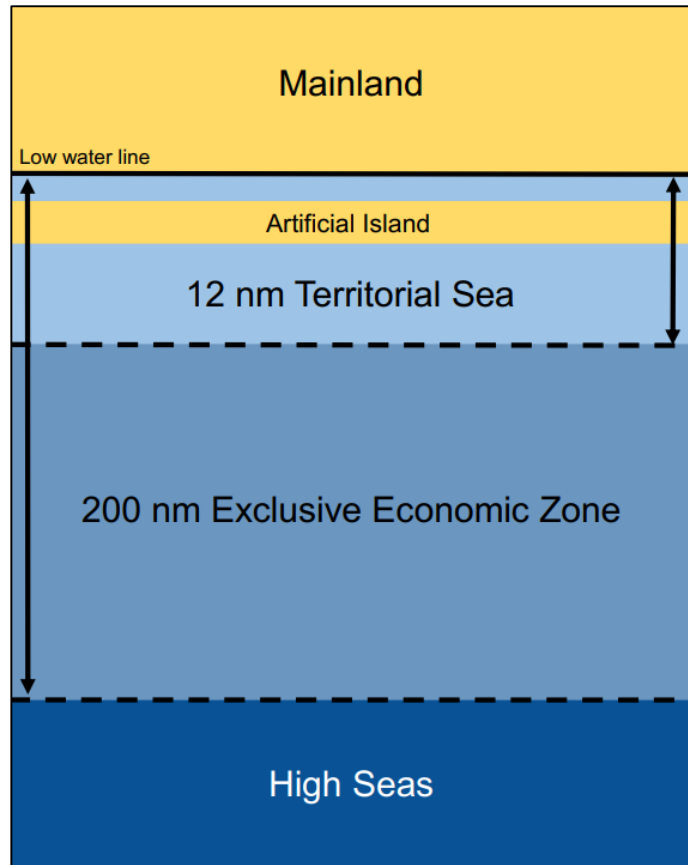 Mainland
Low water line
Artificial Island
12 nm Territorial Sea
200 nm Exclusive Economic Zone
High Seas